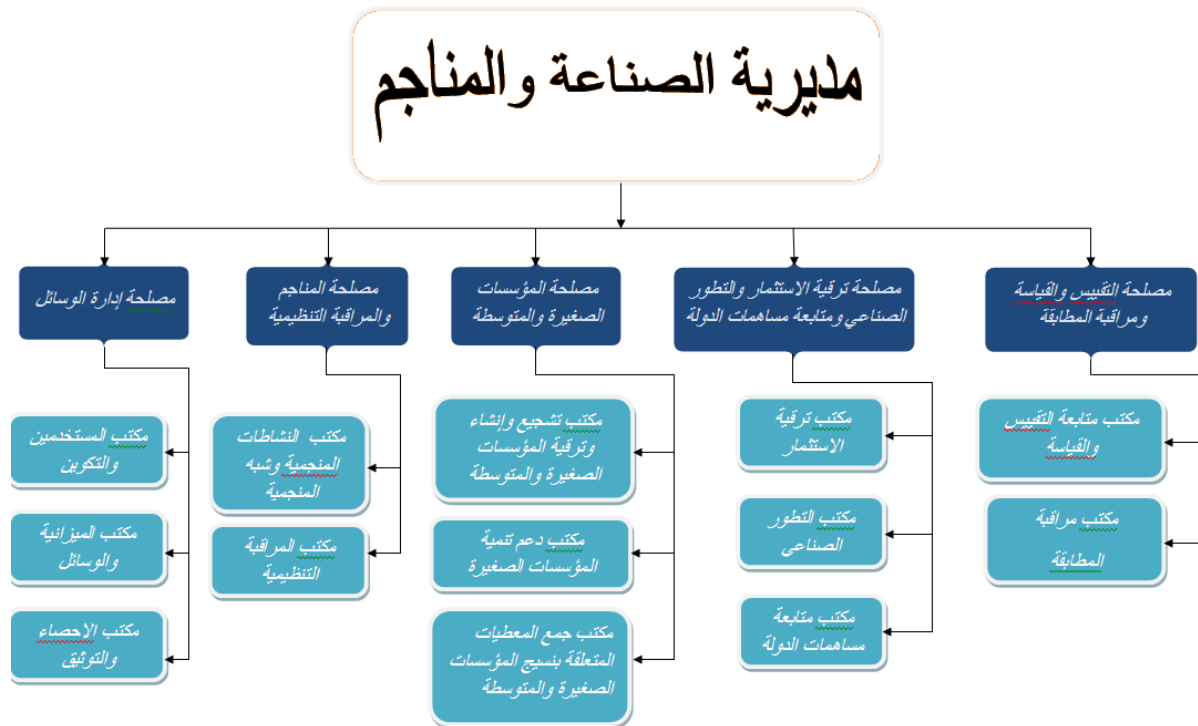 مديرية الصناعة والمناجم
مصلحة التقييس والقياسة
ومراقبة المطابقة
مصلحة ترقية الاستثمار والتطور
الصناعي ومتابعة مساهمات الدولة
مصلحة المؤسسات
الصغيرة والمتوسطة
مصلحة المناجم
والمراقبة التنظيمية
مصلحة إدارة الوسائل
مكتب متابعة التقييس
والقياسة
مكتب مراقبة
المطابقة
مكتب ترقية
الاستثمار
مكتب التطور
الصناعي
مكتب متابعة
مساهمات الدولة
مكتب تشجيع وإنشاء
وترقية المؤسسات
الصغيرة والمتوسطة
مكتب دعم تنمية
المؤسسات الصغيرة
مكتب جمع المعطيات
المتعلقة بنسيج المؤسسات
الصغيرة والمتوسطة
مكتب النشاطات
المنجمية وشبه
المنجمية
مكتب المراقبة
التنظيمية
مكتب المستخدمين
والتكوين
مكتب الميزانية
والوسائل
مكتب الإحصاء
والتوثيق